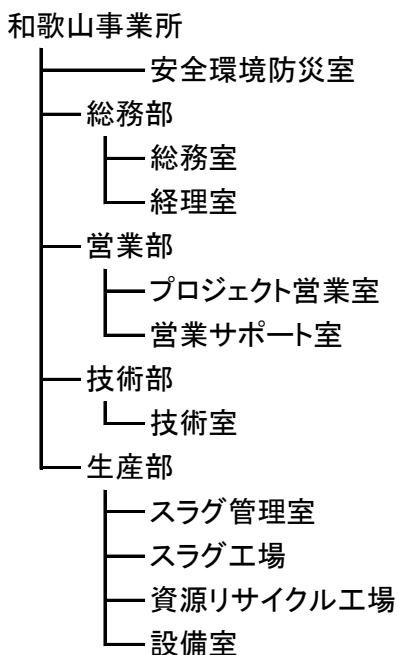 和歌山事業所
安全環境防災室
総務部
総務室
経理室
営業部
プロジェクト営業室
営業サポート室
技術部
技術室
生産部
スラグ管理室
スラグ工場
資源リサイクル工場
設備室